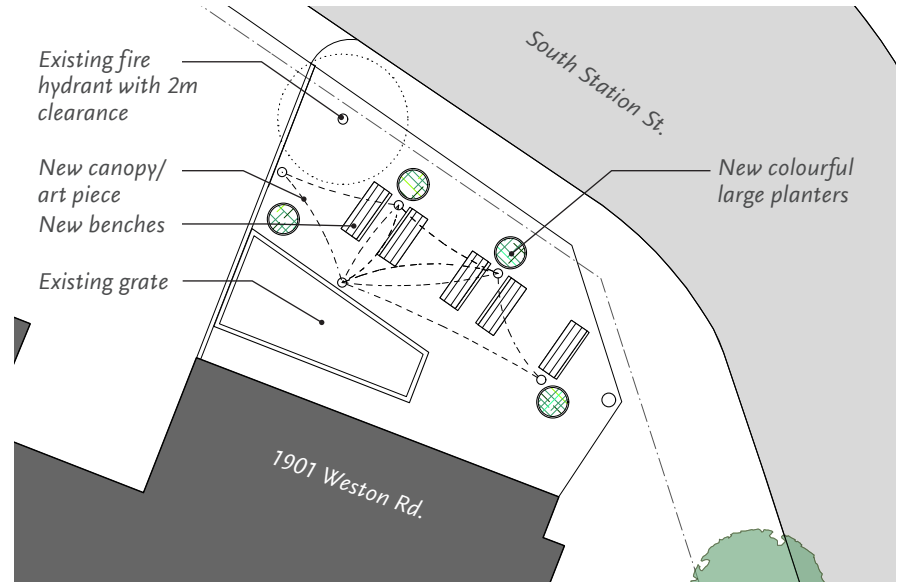 Existing fire
hydrant with 2m
clearance
New canopy/
art piece
New benches
Existing grate
South Station St.
New colourful
large planters
1901 Weston Rd.